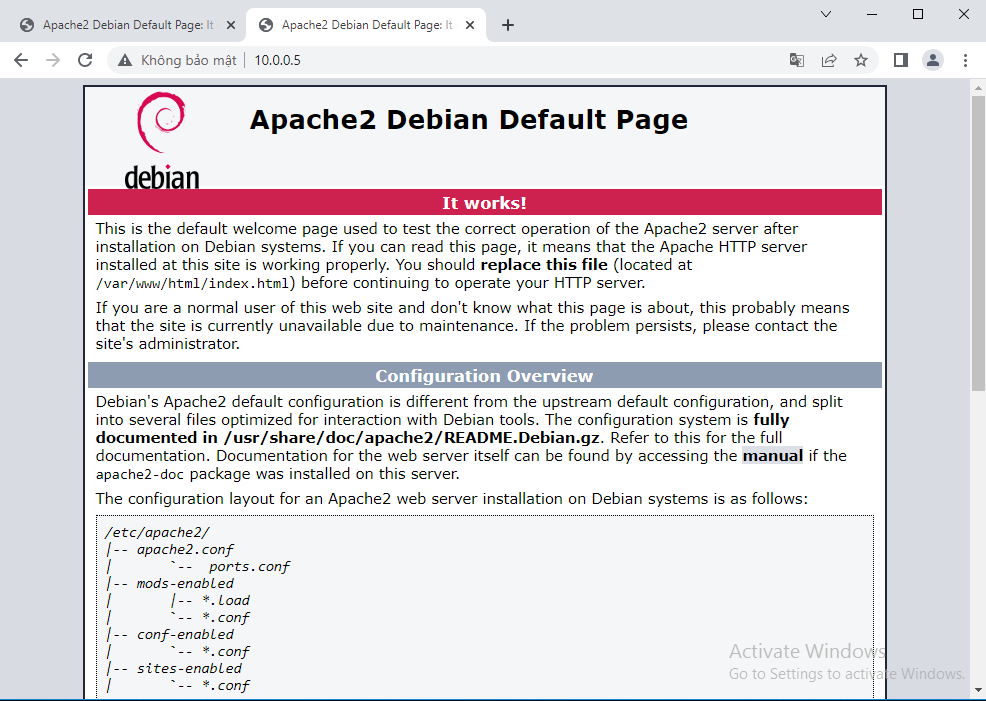 Apache2 Debian Default Page: It
Apache2 Debian Default Page: It
Không bảo mật
10.0.0.5
debian
Apache2 Debian Default Page
It works!
This is the default welcome page used to test the correct operation of the Apache2 server after
installation on Debian systems. If you can read this page, it means that the Apache HTTP server
installed at this site is working properly. You should replace this file (located at
/var/www/html/index.html) before continuing to operate your HTTP server.
If you are a normal user of this web site and don't know what this page is about, this probably means
that the site is currently unavailable due to maintenance. If the problem persists, please contact the
site's administrator.
Configuration Overview
Debian's Apache2 default configuration is different from the upstream default configuration, and split
into several files optimized for interaction with Debian tools. The configuration system is fully
documented in /usr/share/doc/apache2/README.Debian.gz. Refer to this for the full
documentation. Documentation for the web server itself can be found by accessing the manual if the
apache2-doc package was installed on this server.
The configuration layout for an Apache2 web server installation on Debian systems is as follows:
/etc/apache2/
|-- apache2.conf
|       `--  ports.conf
|-- mods-enabled
|       |-- *.load
|       `-- *.conf
|-- conf-enabled
|       `-- *.conf
|-- sites-enabled
|       `-- *.conf
Activate Windows
Go to Settings to activate Windows.